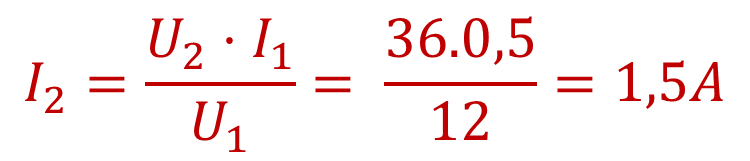 I₂ = U₂ · I₁ / U₁ = 36.0,5 / 12 = 1,5A